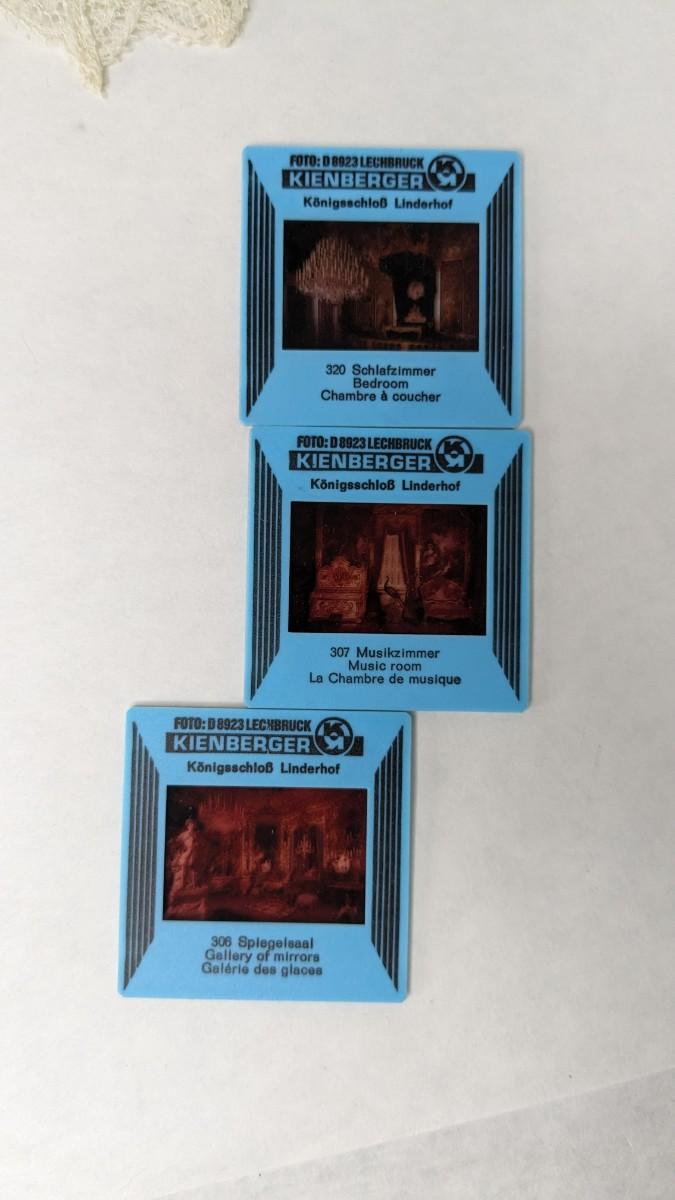 FOTO: D 8923 LECHBRUCK
KIENBERGER
Königsschloß Linderhof
320 Schlafzimmer
Bedroom
Chambre à coucher
FOTO: D 8923 LECHBRUCK
KIENBERGER
Königsschloß Linderhof
307 Musikzimmer
Music room
La Chambre de musique
FOTO: D 8923 LECHBRUCK
KIENBERGER
Königsschloß Linderhof
306 Spiegelsaal
Gallery of mirrors
Galérie des glaces